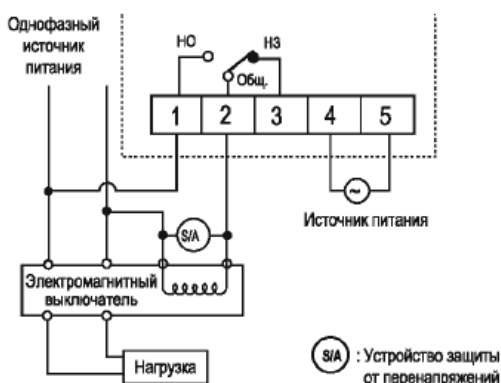 Однофазный
источник
питания
НО
НЗ
Общ.
1 2 3 4 5
S/A
~
Источник питания
Электромагнитный
выключатель
Нагрузка
S/A : Устройство защиты
от перенапряжений